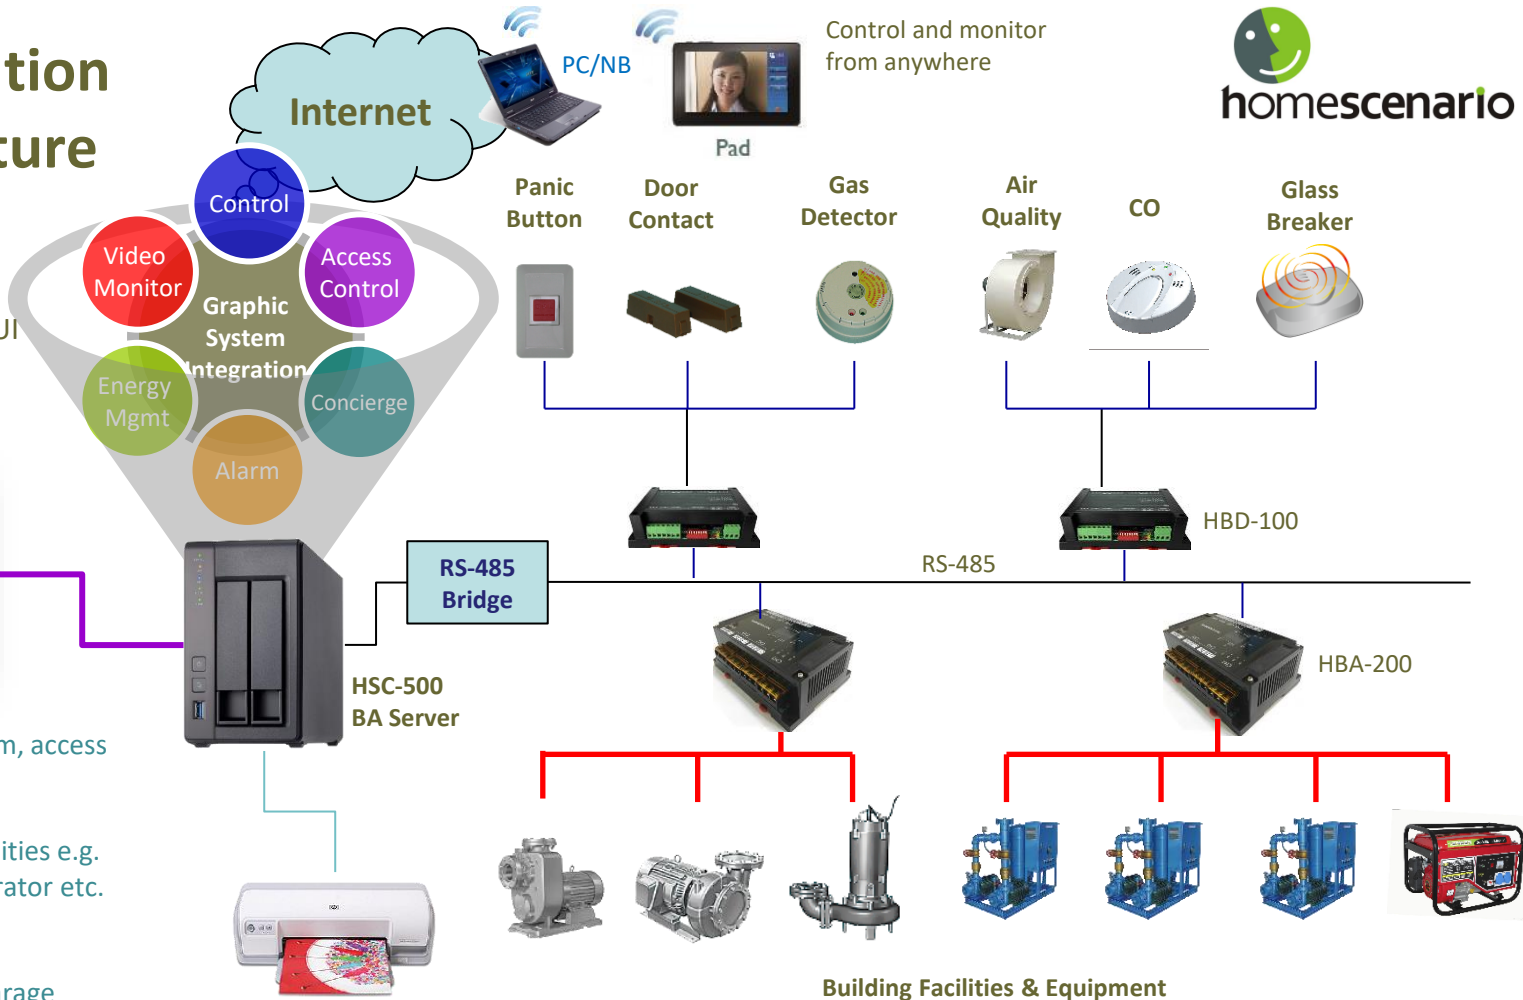 tion
ture
Internet
PC/NB
Pad
Control and monitor
from anywhere
homescenario
Control
Video
Monitor
Access
Control
Graphic
System
Integration
UI
Energy
Mgmt
Concierge
Alarm
Panic
Button
Door
Contact
Gas
Detector
Air
Quality
CO
Glass
Breaker
HBD-100
RS-485
RS-485
Bridge
HBA-200
HSC-500
BA Server
m, access
ities e.g.
rator etc.
arage
Building Facilities & Equipment